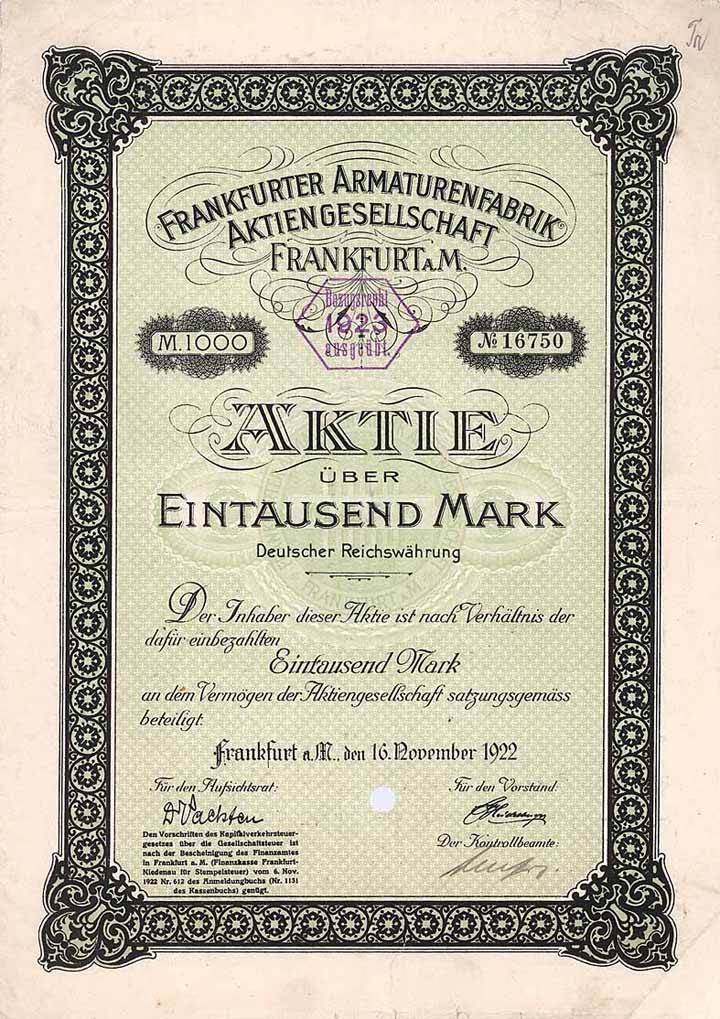 FRANKFURTER ARMATURENFABRIK
AKTIENGESELLSCHAFT
FRANKFURT A.M.
Bezugsrecht
1923
ausgeübt.
M. 1000
№ 16750
AKTIE
ÜBER
EINTAUSEND MARK
Deutscher Reichswährung
Der Inhaber dieser Aktie ist nach Verhältnis der
dafür einbezahlten
Eintausend Mark
an dem Vermögen der Aktiengesellschaft satzungsgemäss
beteiligt.
Frankfurt a. M., den 16. November 1922
Für den Aufsichtsrat:
Für den Vorstand:
Den Vorschriften des Kapitalverkehrsteuer-
gesetzes über die Gesellschaftsteuer ist
nach der Bescheinigung des Finanzamtes
in Frankfurt a. M. (Finanzkasse Frankfurt-
Niedenau für Stempelsteuer) vom 6. Nov.
1922 Nr. 612 des Anmeldungbuchs (Nr. 1151
des Kassenbuchs) genügt.
Der Kontrollbeamte: